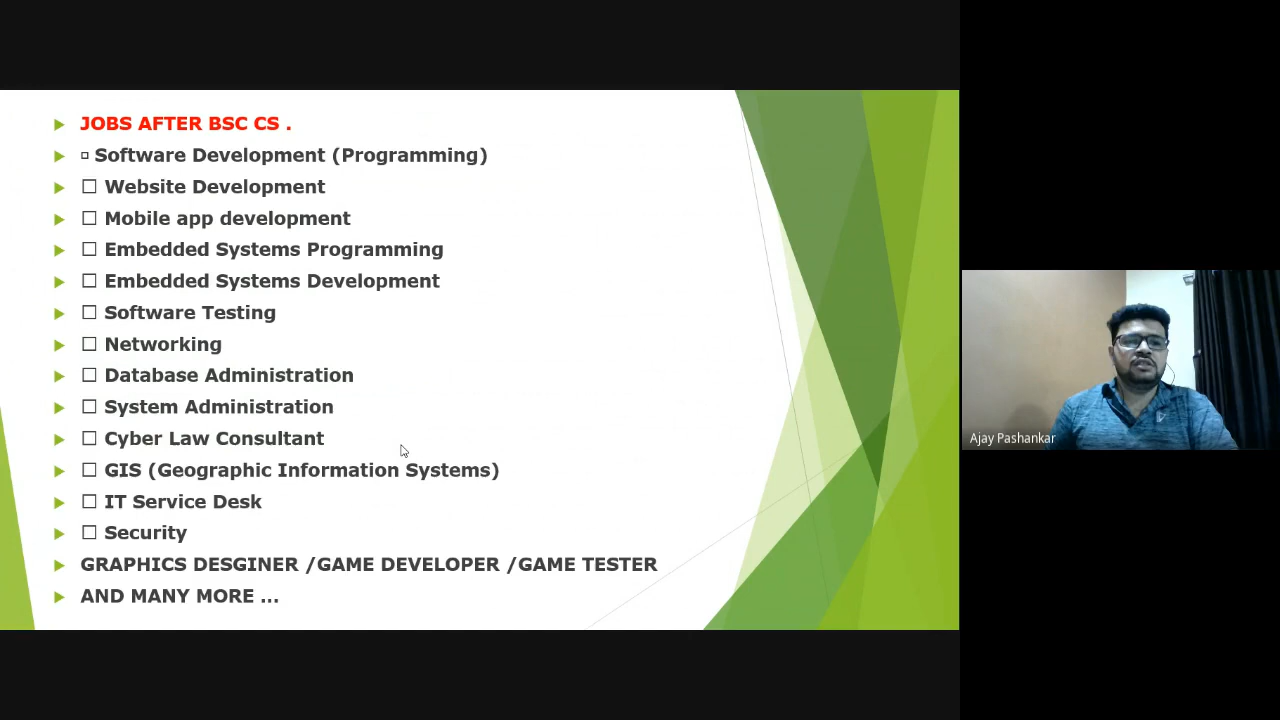 JOBS AFTER BSC CS .
Software Development (Programming)
Website Development
Mobile app development
Embedded Systems Programming
Embedded Systems Development
Software Testing
Networking
Database Administration
System Administration
Cyber Law Consultant
GIS (Geographic Information Systems)
IT Service Desk
Security
GRAPHICS DESGINER /GAME DEVELOPER /GAME TESTER
AND MANY MORE ...
Ajay Pashankar